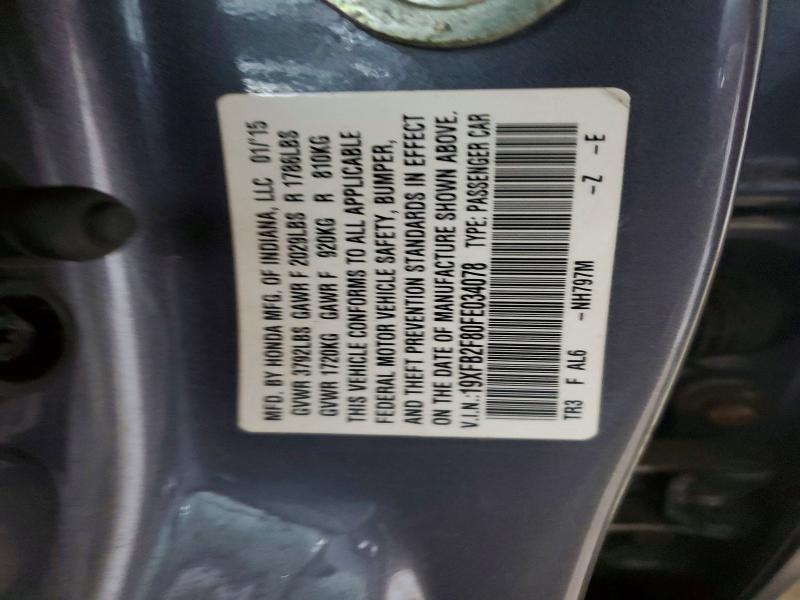 MFD. BY HONDA MFG. OF INDIANA, LLC 01/'15
GVWR 3792LBS GAWR F 2029LBS R 1786LBS
GVWR 1720KG GAWR F 920KG R 810KG
THIS VEHICLE CONFORMS TO ALL APPLICABLE
FEDERAL MOTOR VEHICLE SAFETY, BUMPER,
AND THEFT PREVENTION STANDARDS IN EFFECT
ON THE DATE OF MANUFACTURE SHOWN ABOVE.
V.I.N.:19XFB2F80FE034078 TYPE: PASSENGER CAR
TR3 F AL6 -NH797M -Z -E